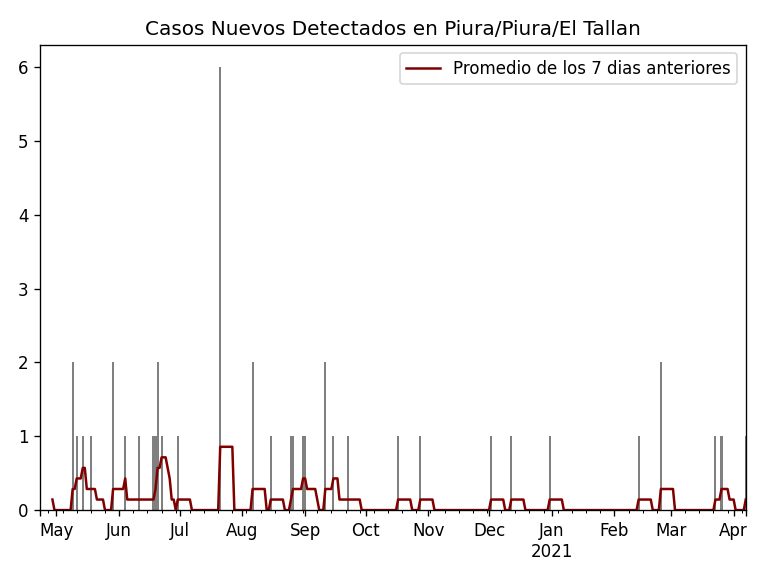 Casos Nuevos Detectados en Piura/Piura/El Tallan
Promedio de los 7 dias anteriores
6
5
4
3
2
1
0
May Jun Jul Aug Sep Oct Nov Dec Jan Feb Mar Apr
2021